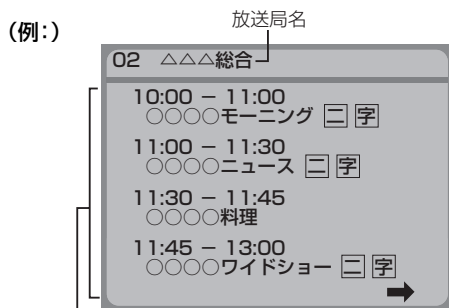 (例:)
放送局名
02 △△△総合
10:00 − 11:00
○○○○モーニング 二 字
11:00 − 11:30
○○○○ニュース 二 字
11:30 − 11:45
○○○○料理
11:45 − 13:00
○○○○ワイドショー 二 字